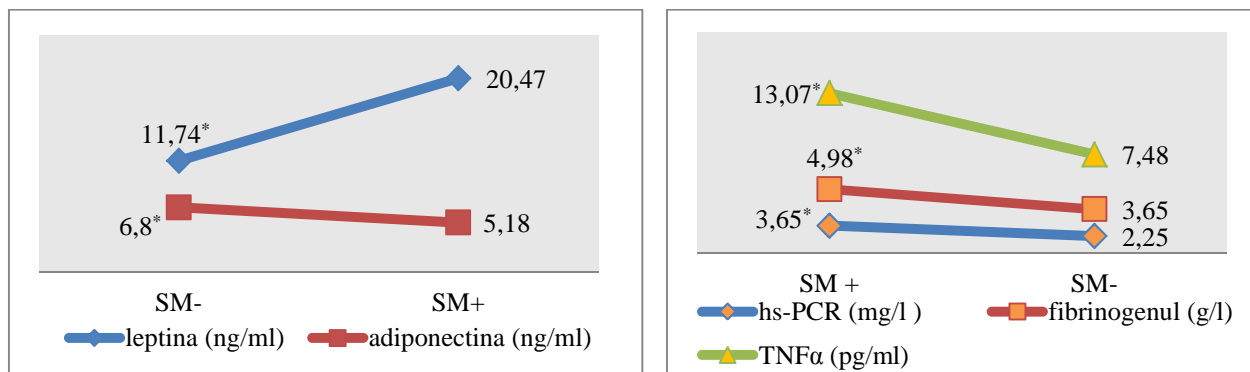 20,47
11,74*
6,8*
5,18
SM-
SM+
leptina (ng/ml)
adiponectina (ng/ml)
13,07*
7,48
4,98*
3,65*
3,65
2,25
SM +
SM-
hs-PCR (mg/l )
fibrinogenul (g/l)
TNFα (pg/ml)